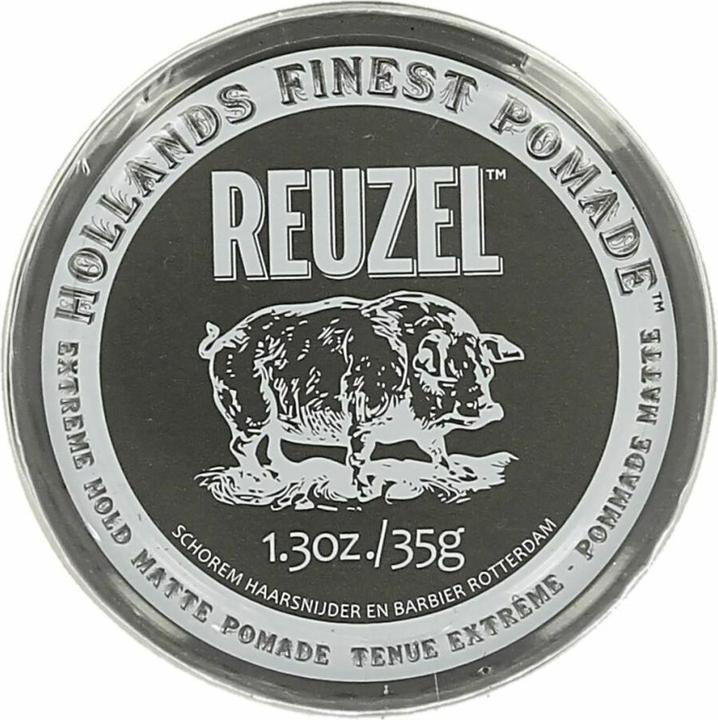 HOLLANDS FINEST POMADE™
REUZEL™
1.3oz./35g
SCHOREM HAARSNIJDER EN BARBIER ROTTERDAM
EXTREME HOLD MATTE POMADE TENUE EXTRÊME - POMMADE MATTE